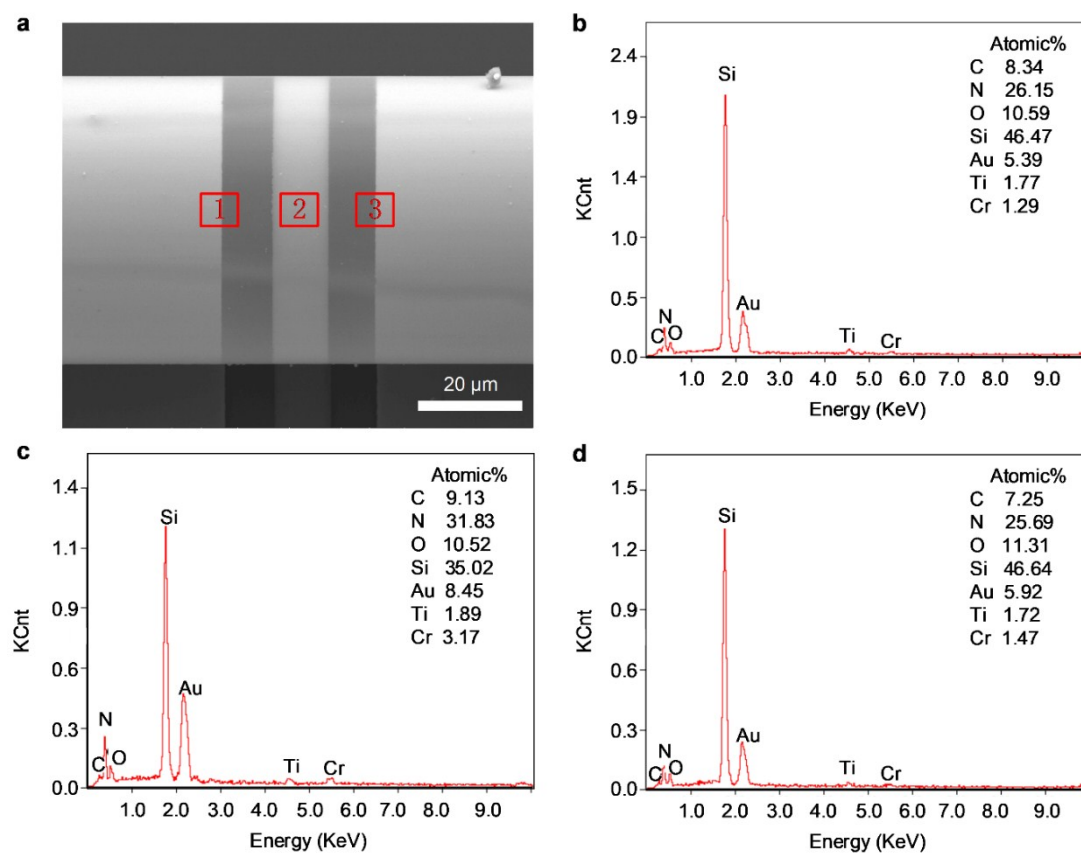 a
1 2 3
20 μm
b
Atomic%
C 8.34
N 26.15
O 10.59
Si 46.47
Au 5.39
Ti 1.77
Cr 1.29
2.4
1.9
1.4
1.0
0.5
0.0
KCnt
Si
Au
N
C O
Ti Cr
1.0 2.0 3.0 4.0 5.0 6.0 7.0 8.0 9.0
Energy (KeV)
c
Atomic%
C 9.13
N 31.83
O 10.52
Si 35.02
Au 8.45
Ti 1.89
Cr 3.17
1.4
1.1
0.9
0.6
0.3
0.0
KCnt
Si
Au
N
C O
Ti Cr
1.0 2.0 3.0 4.0 5.0 6.0 7.0 8.0 9.0
Energy (KeV)
d
Atomic%
C 7.25
N 25.69
O 11.31
Si 46.64
Au 5.92
Ti 1.72
Cr 1.47
1.5
1.2
0.9
0.6
0.3
0.0
KCnt
Si
Au
N
C O
Ti Cr
1.0 2.0 3.0 4.0 5.0 6.0 7.0 8.0 9.0
Energy (KeV)